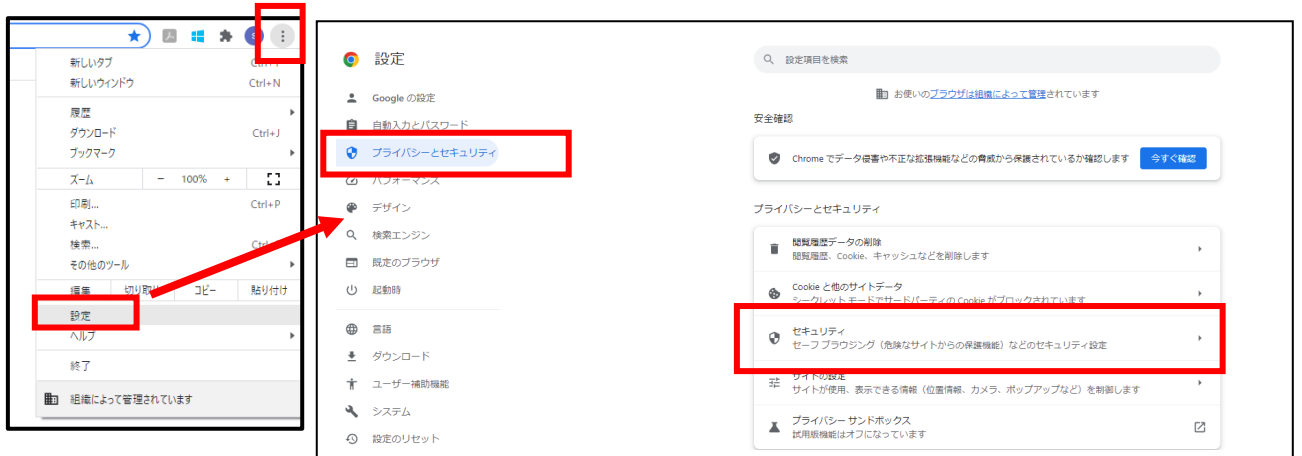 新しいタブ
新しいウィンドウ Ctrl+N
履歴
ダウンロード Ctrl+J
ブックマーク
ズーム － 100% +
印刷... Ctrl+P
キャスト...
検索...
その他のツール
編集 切り取り コピー 貼り付け
設定
ヘルプ
終了
組織によって管理されています
設定
Google の設定
自動入力とパスワード
プライバシーとセキュリティ
パフォーマンス
デザイン
検索エンジン
既定のブラウザ
起動時
言語
ダウンロード
ユーザー補助機能
システム
設定のリセット
設定項目を検索
お使いのブラウザは組織によって管理されています
安全確認
Chrome でデータ侵害や不正な拡張機能などの脅威から保護されているか確認します 今すぐ確認
プライバシーとセキュリティ
閲覧履歴データの削除
閲覧履歴、Cookie、キャッシュなどを削除します
Cookie と他のサイトデータ
シークレット モードでサードパーティの Cookie がブロックされています
セキュリティ
セーフ ブラウジング（危険なサイトからの保護機能）などのセキュリティ設定
サイトの設定
サイトが使用、表示できる情報（位置情報、カメラ、ポップアップなど）を制御します
プライバシー サンドボックス
試用版機能はオフになっています